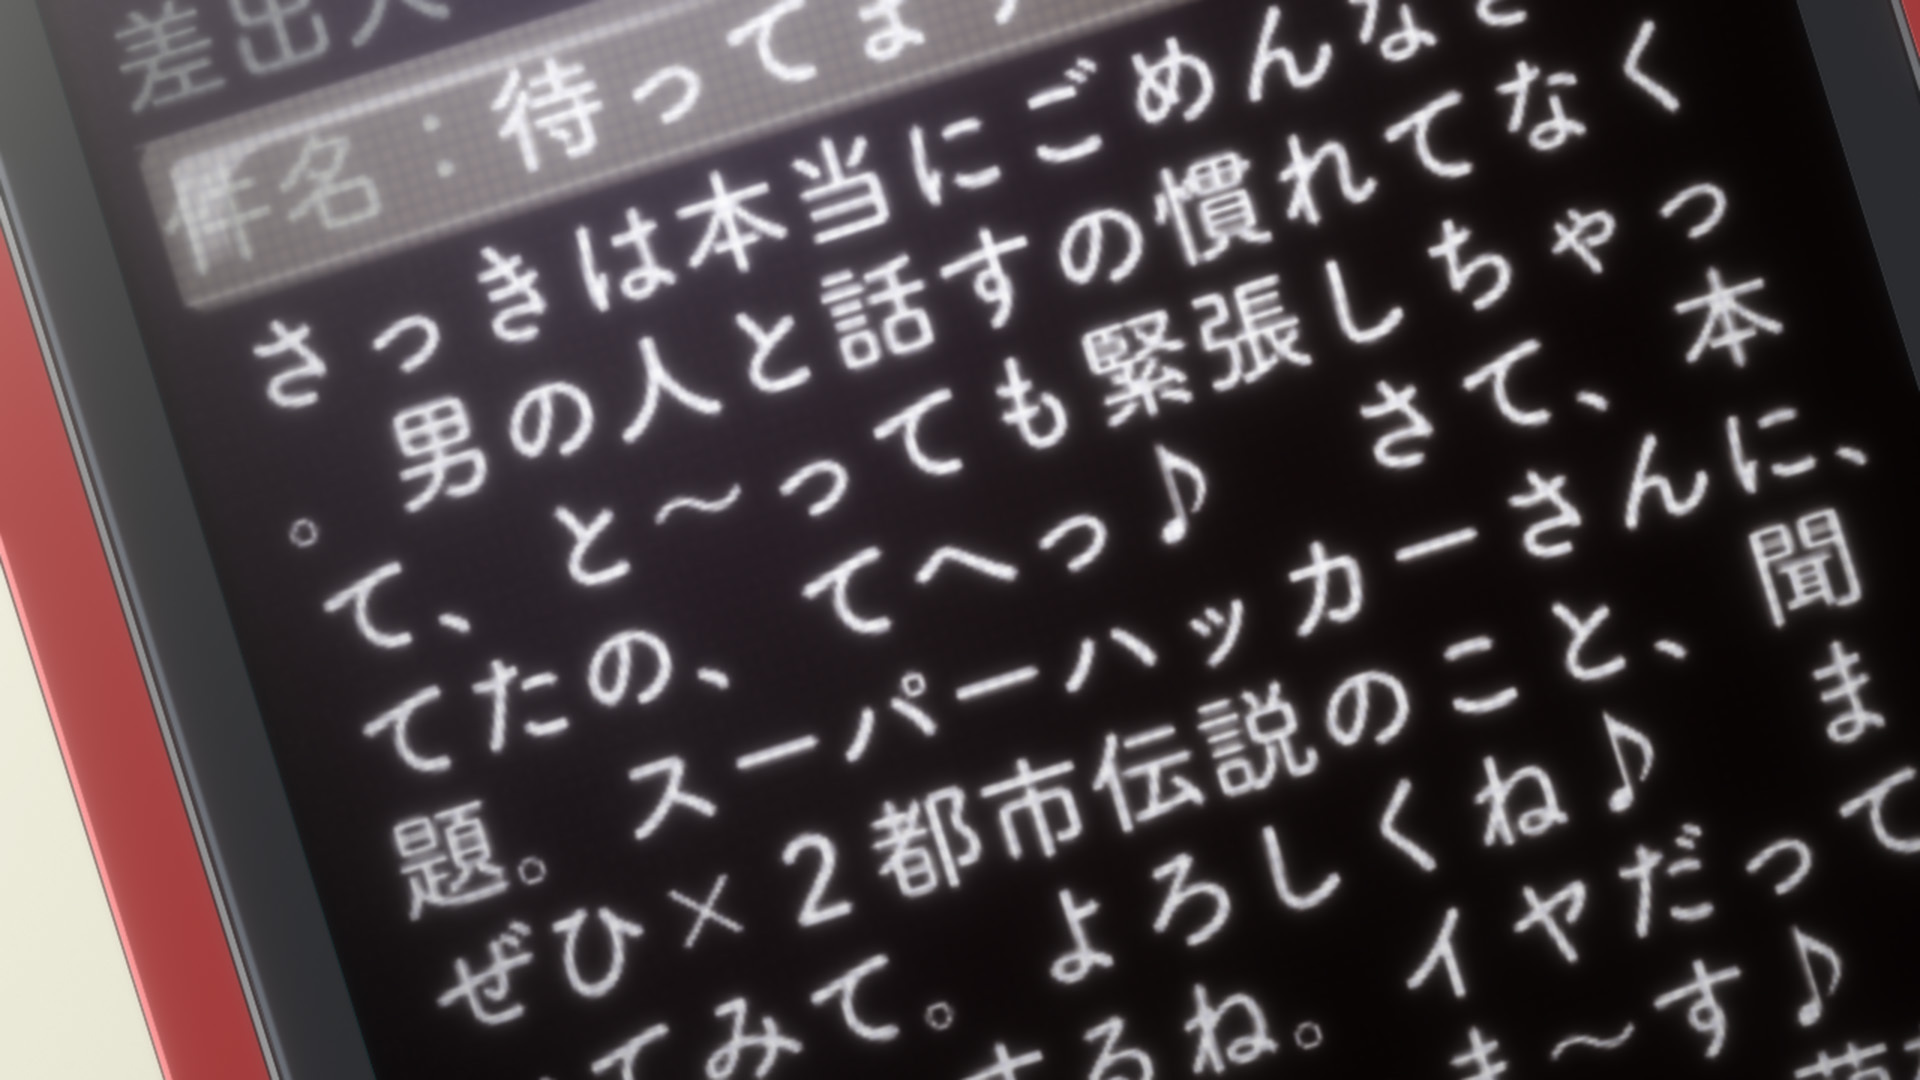 差出人
件名：待ってま
さっきは本当にごめんなさ
。 男の人と話すの慣れてなく
て、 と〜っても緊張しちゃっ
てたの、 てへっ♪ さて、 本
題。 スーパーハッカーさんに、
ぜひ×２都市伝説のこと、 聞
てみて。 よろしくね♪ ま
するね。 イヤだって
ま〜す♪